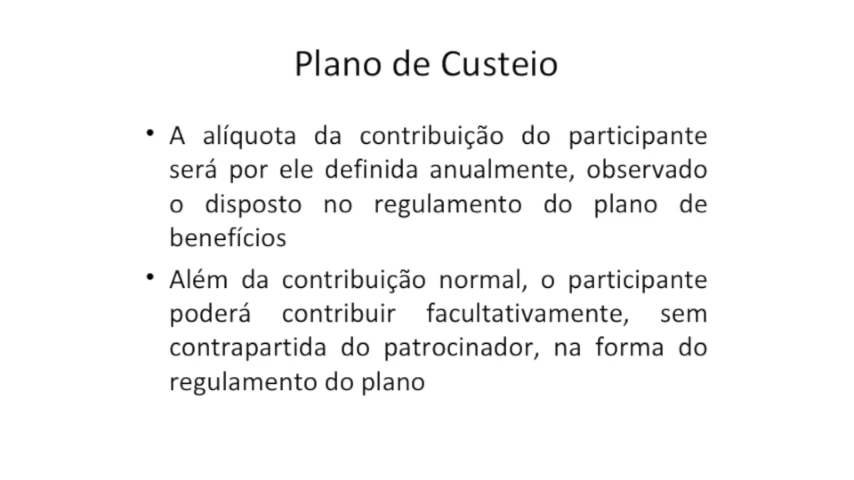 Plano de Custeio
• A alíquota da contribuição do participante
será por ele definida anualmente, observado
o disposto no regulamento do plano de
benefícios
• Além da contribuição normal, o participante
poderá contribuir facultativamente, sem
contrapartida do patrocinador, na forma do
regulamento do plano